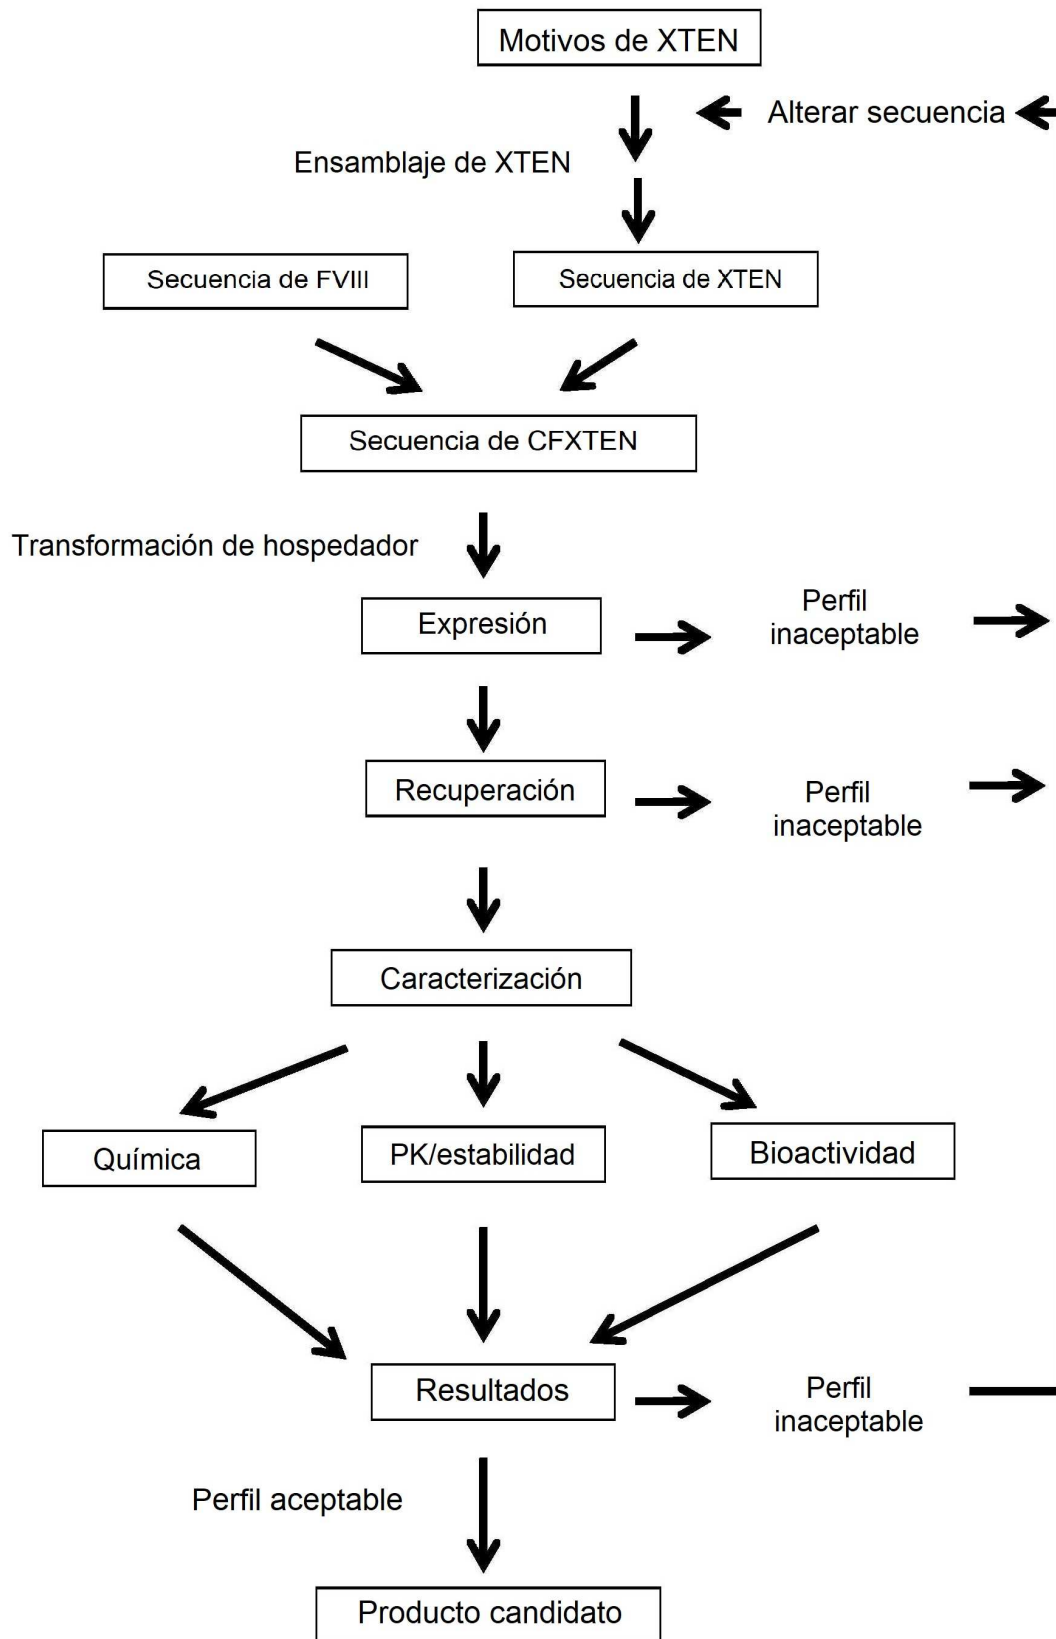 Motivos de XTEN
Alterar secuencia
Ensamblaje de XTEN
Secuencia de FVIII
Secuencia de XTEN
Secuencia de CFXTEN
Transformación de hospedador
Expresión
Perfil
inaceptable
Recuperación
Perfil
inaceptable
Caracterización
Química
PK/estabilidad
Bioactividad
Resultados
Perfil
inaceptable
Perfil aceptable
Producto candidato